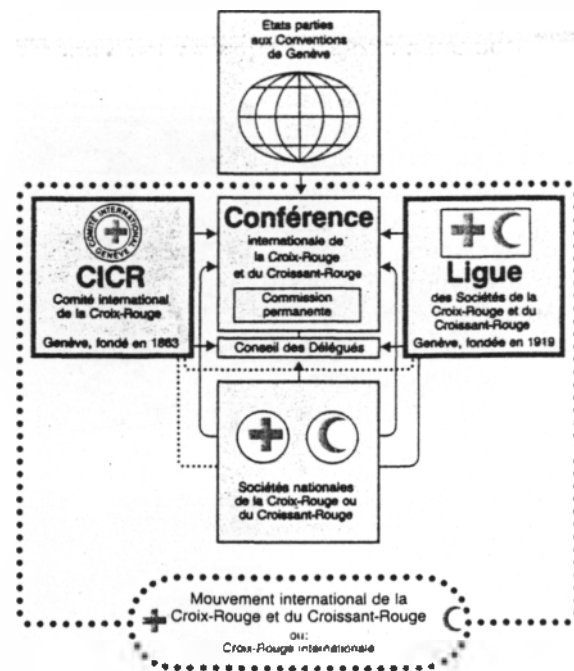 Etats parties
aux Conventions
de Genève
COMITÉ INTERNATIONAL GENÈVE
CICR
Comité international
de la Croix-Rouge
Genève, fondé en 1863
Conférence
internationale de
la Croix-Rouge
et du Croissant-Rouge
Commission
permanente
Conseil des Délégués
Ligue
des Sociétés de la
Croix-Rouge et du
Croissant-Rouge
Genève, fondée en 1919
Sociétés nationales
de la Croix-Rouge ou
du Croissant-Rouge
Mouvement international de la
Croix-Rouge et du Croissant-Rouge
ou:
Croix-Rouge internationale